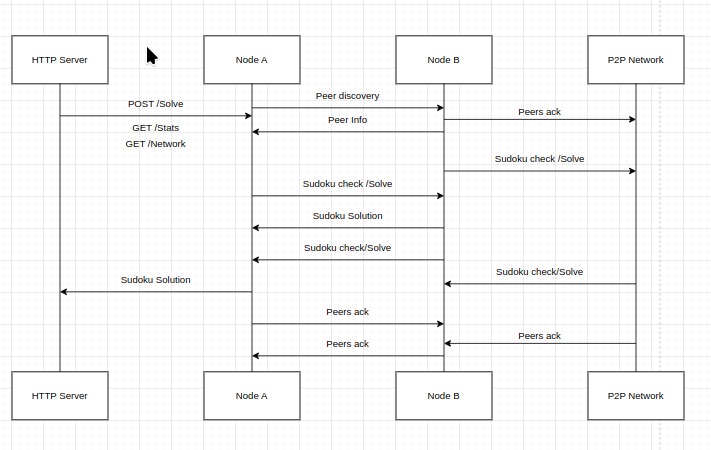 HTTP Server
Node A
Node B
P2P Network
Peer discovery
POST /Solve
Peers ack
Peer Info
GET /Stats
GET /Network
Sudoku check /Solve
Sudoku check /Solve
Sudoku Solution
Sudoku check/Solve
Sudoku check/Solve
Sudoku Solution
Peers ack
Peers ack
Peers ack
HTTP Server
Node A
Node B
P2P Network